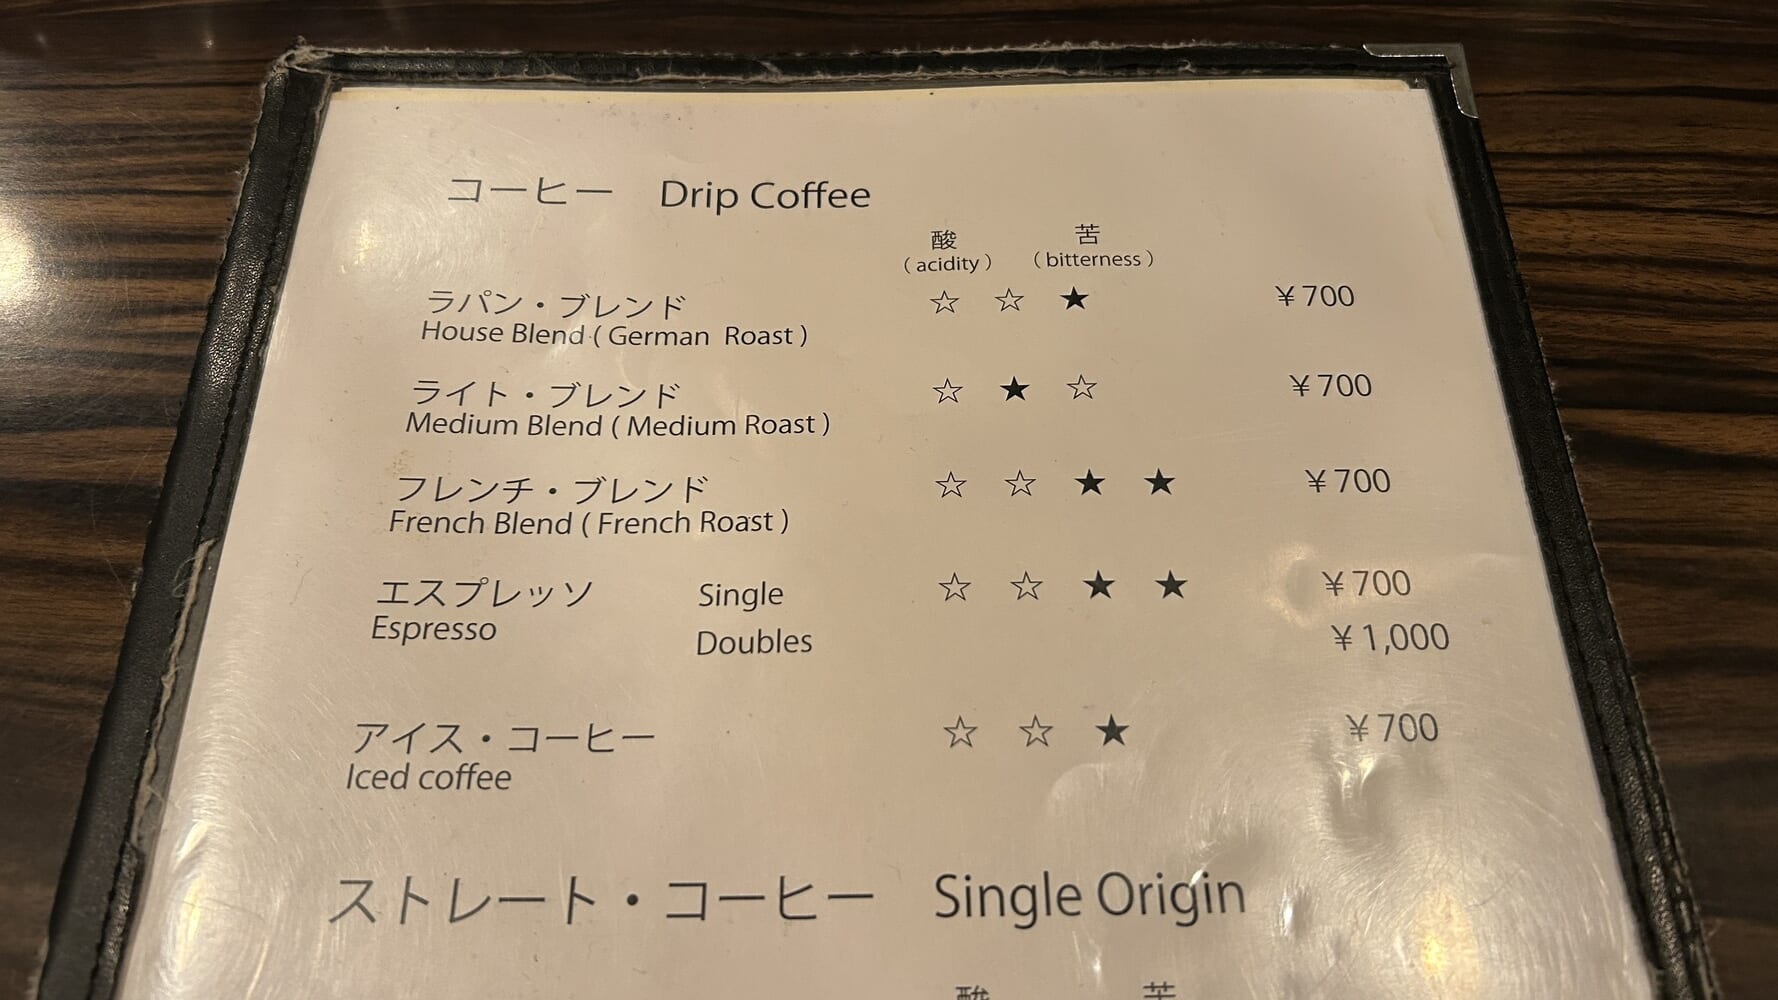 コーヒー Drip Coffee
酸 苦
( acidity ) ( bitterness )
ラパン・ブレンド ☆ ☆ ★ ¥700
House Blend ( German Roast )
ライト・ブレンド ☆ ★ ☆ ¥700
Medium Blend ( Medium Roast )
フレンチ・ブレンド ☆ ☆ ★ ★ ¥700
French Blend ( French Roast )
エスプレッソ Single ☆ ☆ ★ ★ ¥700
Espresso Doubles ¥1,000
アイス・コーヒー ☆ ☆ ★ ¥700
Iced coffee
ストレート・コーヒー Single Origin
酸 苦